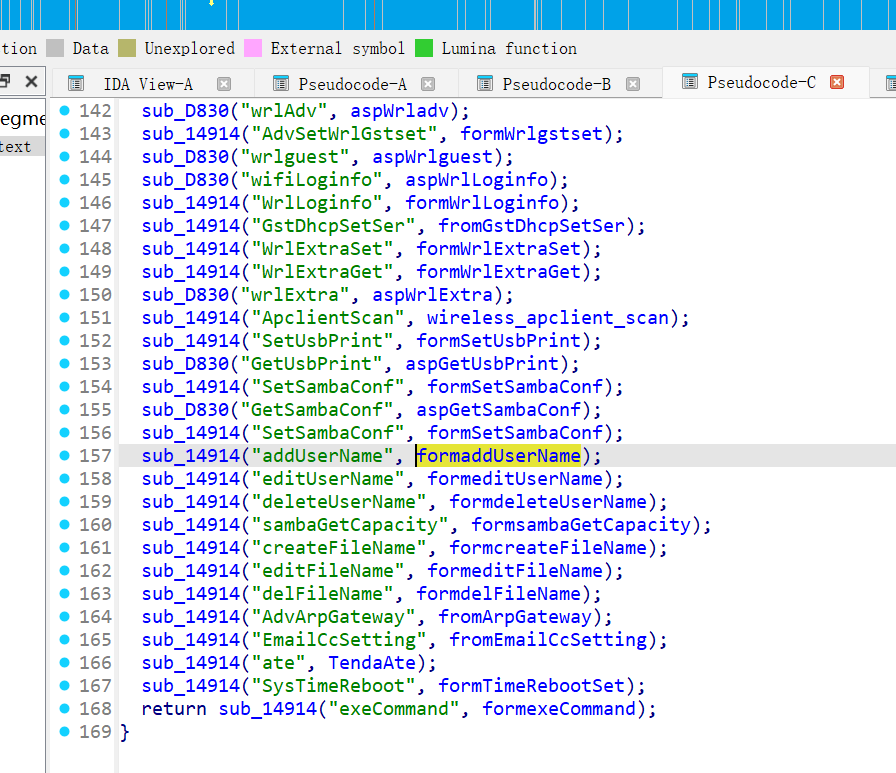 tion Data Unexplored External symbol Lumina function
IDA View-A Pseudocode-A Pseudocode-B Pseudocode-C
egme
text
142 sub_D830("wrlAdv", aspWrladv);
143 sub_14914("AdvSetWrlGstset", formWrlgstset);
144 sub_D830("wrlguest", aspWrlguest);
145 sub_D830("wifiLoginfo", aspWrlLoginfo);
146 sub_14914("WrlLoginfo", formWrlLoginfo);
147 sub_14914("GstDhcpSetSer", fromGstDhcpSetSer);
148 sub_14914("WrlExtraSet", formWrlExtraSet);
149 sub_14914("WrlExtraGet", formWrlExtraGet);
150 sub_D830("wrlExtra", aspWrlExtra);
151 sub_14914("ApclientScan", wireless_apclient_scan);
152 sub_14914("SetUsbPrint", formSetUsbPrint);
153 sub_D830("GetUsbPrint", aspGetUsbPrint);
154 sub_14914("SetSambaConf", formSetSambaConf);
155 sub_D830("GetSambaConf", aspGetSambaConf);
156 sub_14914("SetSambaConf", formSetSambaConf);
157 sub_14914("addUserName", formaddUserName);
158 sub_14914("editUserName", formeditUserName);
159 sub_14914("deleteUserName", formdeleteUserName);
160 sub_14914("sambaGetCapacity", formsambaGetCapacity);
161 sub_14914("createFileName", formcreateFileName);
162 sub_14914("editFileName", formeditFileName);
163 sub_14914("delFileName", formdelFileName);
164 sub_14914("AdvArpGateway", fromArpGateway);
165 sub_14914("EmailCcSetting", fromEmailCcSetting);
166 sub_14914("ate", TendaAte);
167 sub_14914("SysTimeReboot", formTimeRebootSet);
168 return sub_14914("exeCommand", formexeCommand);
169 }